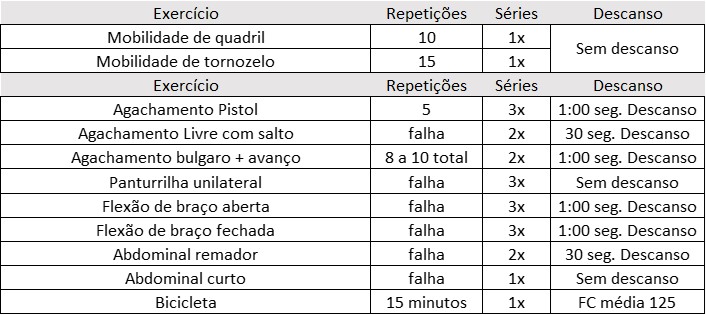 Exercício Repetições Séries Descanso
Mobilidade de quadril 10 1x Sem descanso
Mobilidade de tornozelo 15 1x
Exercício Repetições Séries Descanso
Agachamento Pistol 5 3x 1:00 seg. Descanso
Agachamento Livre com salto falha 2x 30 seg. Descanso
Agachamento bulgaro + avanço 8 a 10 total 2x 1:00 seg. Descanso
Panturrilha unilateral falha 3x Sem descanso
Flexão de braço aberta falha 3x 1:00 seg. Descanso
Flexão de braço fechada falha 3x 1:00 seg. Descanso
Abdominal remador falha 2x 30 seg. Descanso
Abdominal curto falha 1x Sem descanso
Bicicleta 15 minutos 1x FC média 125